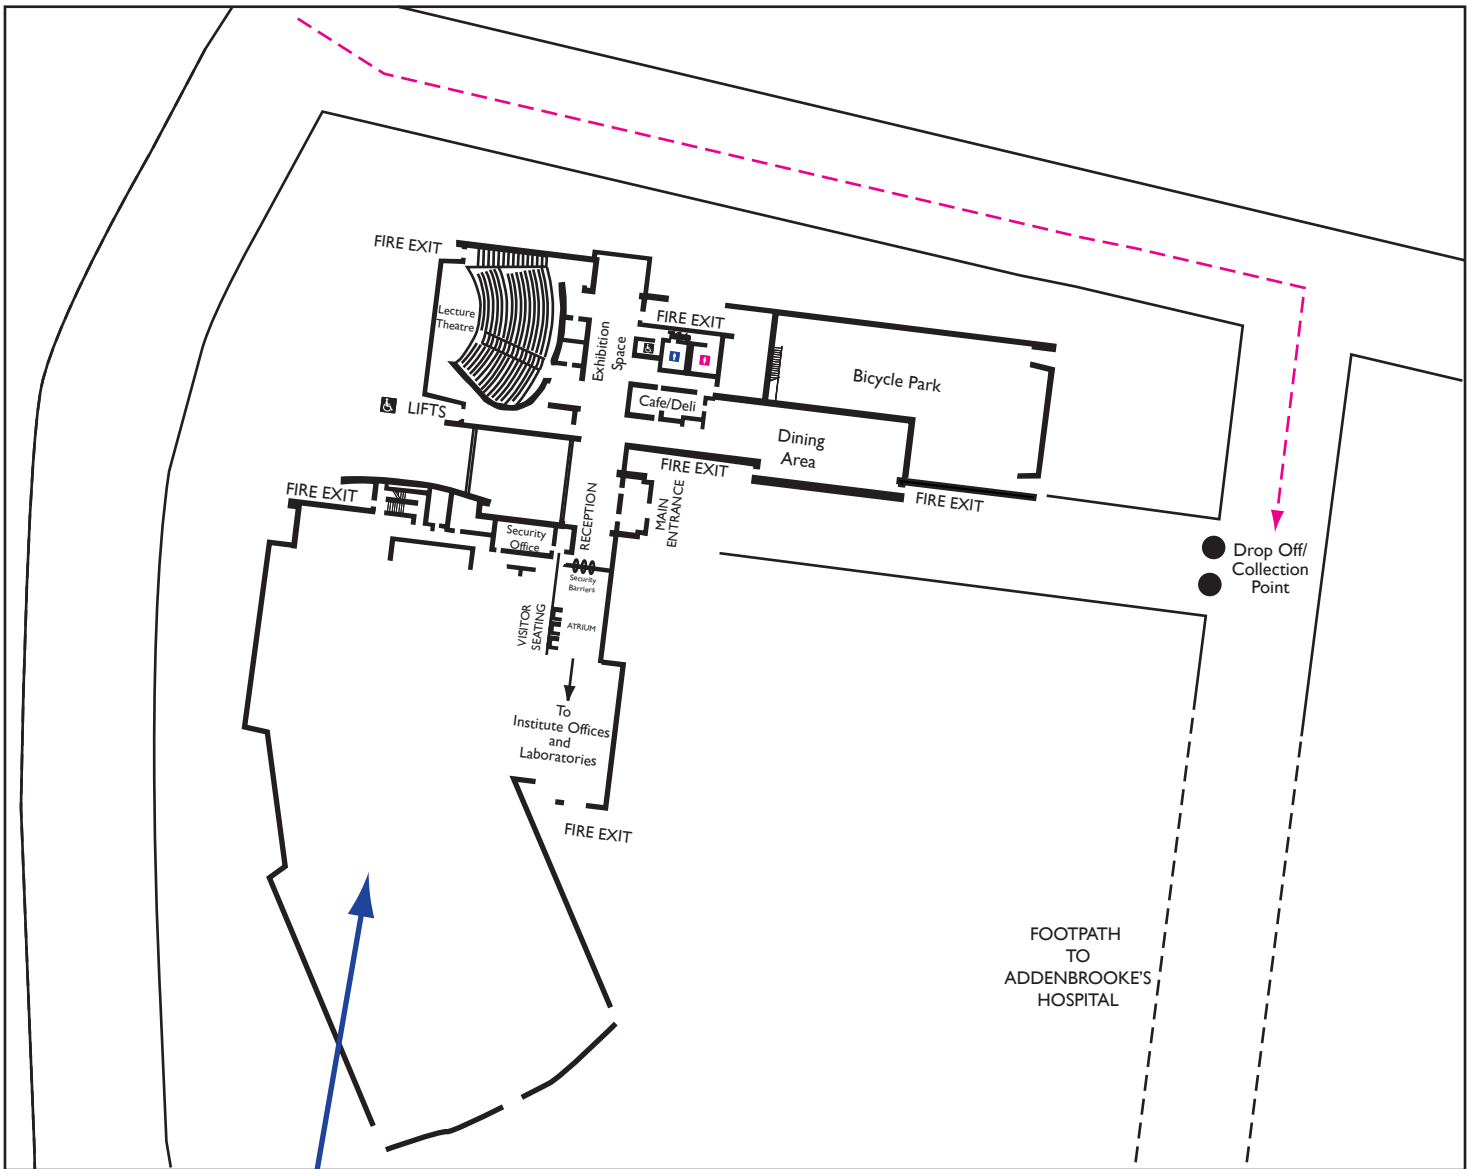 FIRE EXIT
Lecture
Theatre
Exhibition
Space
FIRE EXIT
Bicycle Park
LIFTS
Cafe/Deli
Dining
Area
FIRE EXIT
FIRE EXIT
FIRE EXIT
MAIN
ENTRANCE
RECEPTION
Security
Office
Security
Barriers
VISITOR
SEATING
ATRIUM
Drop Off/
Collection
Point
To
Institute Offices
and
Laboratories
FIRE EXIT
FOOTPATH
TO
ADDENBROOKE'S
HOSPITAL